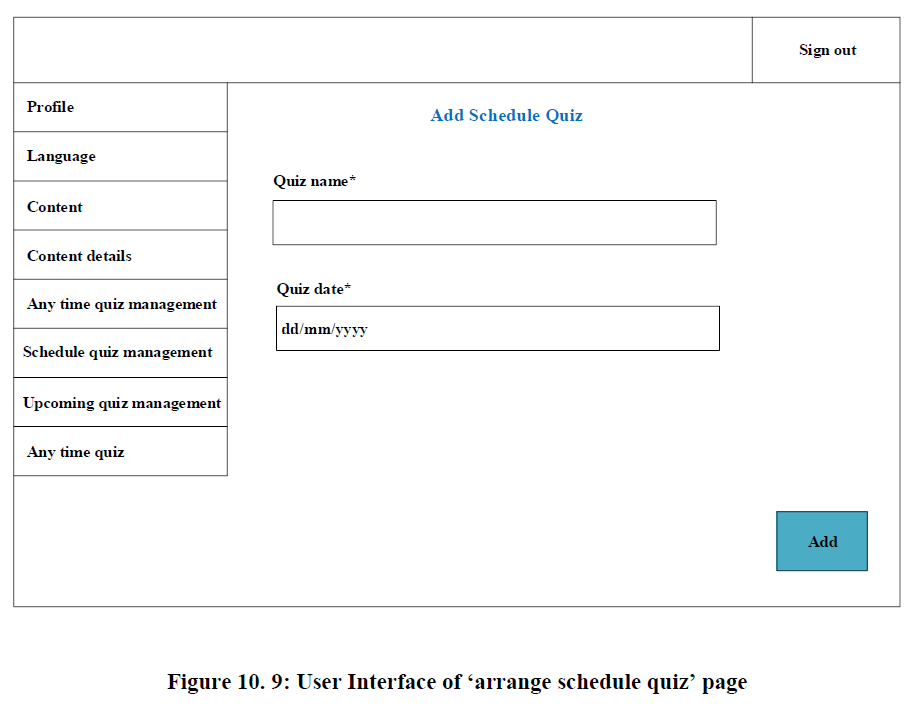 Sign out
Profile
Language
Content
Content details
Any time quiz management
Schedule quiz management
Upcoming quiz management
Any time quiz
Add Schedule Quiz
Quiz name*
Quiz date*
dd/mm/yyyy
Add
Figure 10. 9: User Interface of ‘arrange schedule quiz’ page